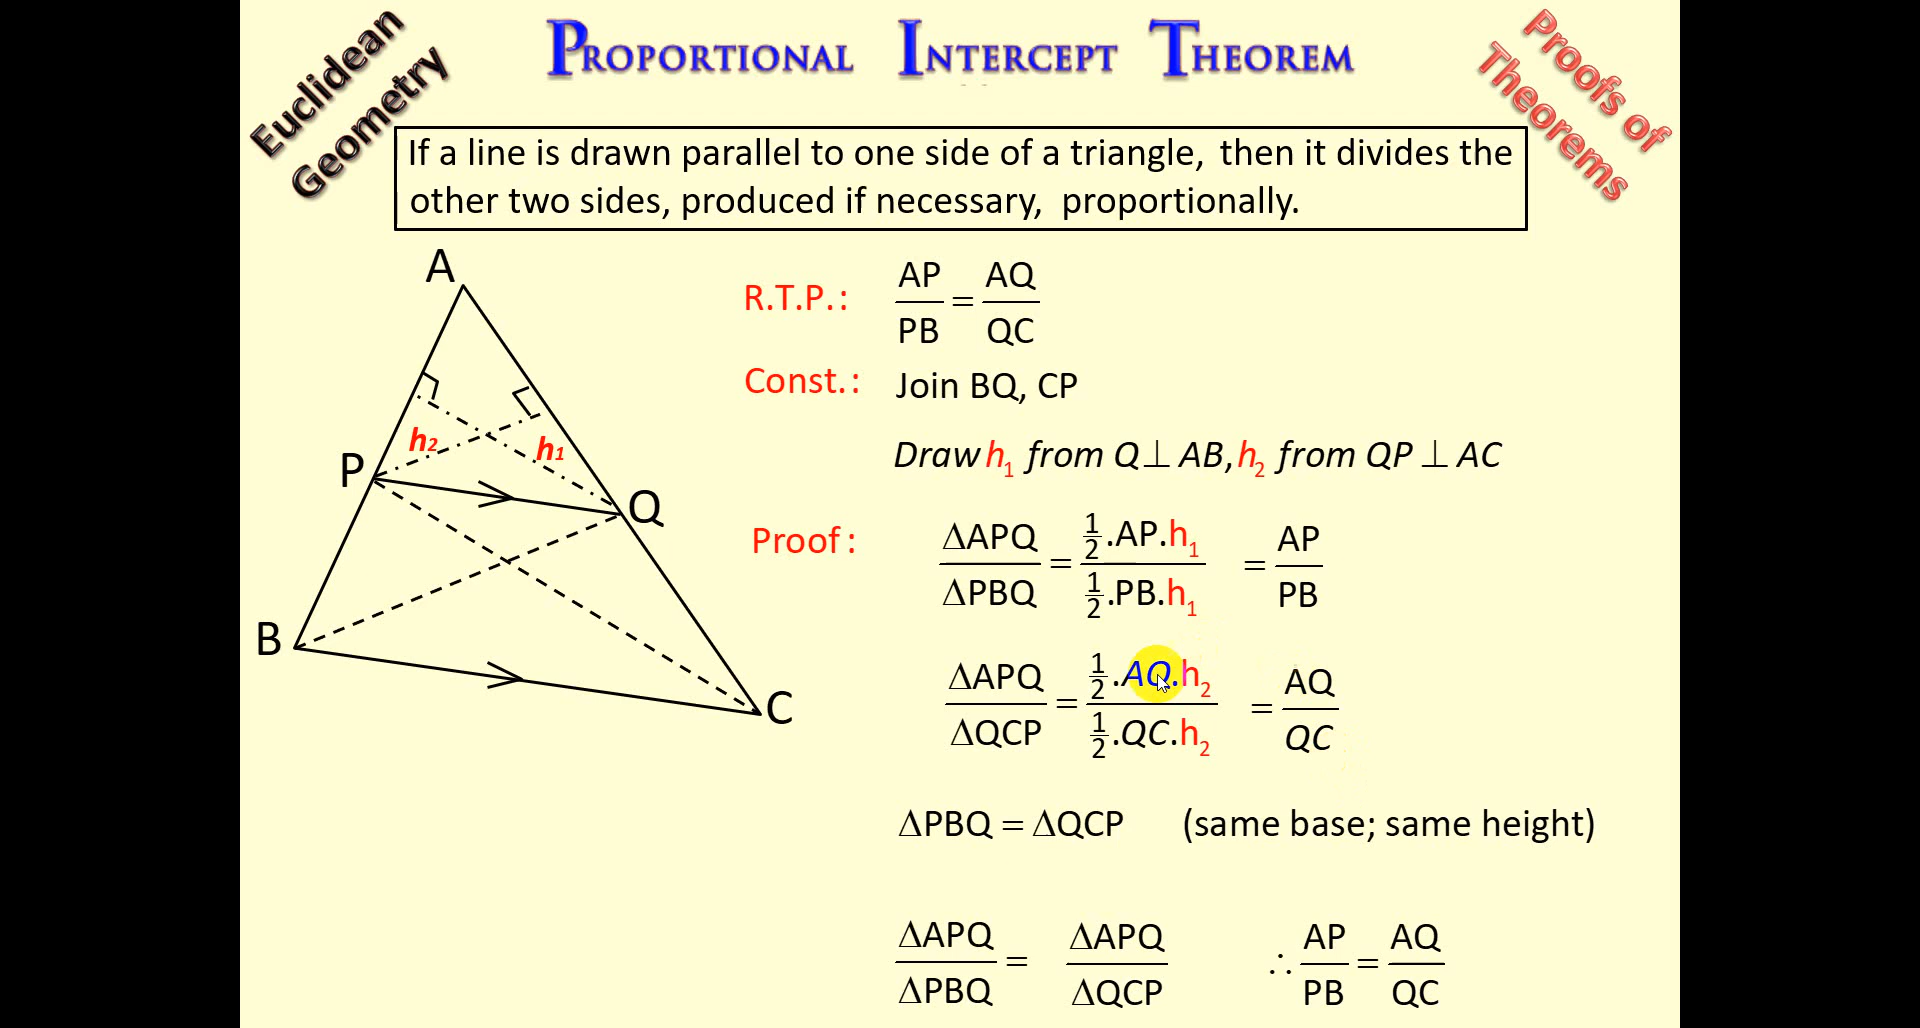 Euclidean
Geometry
PROPORTIONAL INTERCEPT THEOREM
Proofs of
Theorems
If a line is drawn parallel to one side of a triangle, then it divides the
other two sides, produced if necessary, proportionally.
A
P
Q
B
C
h₂
h₁
R.T.P. : AP/PB = AQ/QC
Const. : Join BQ, CP
Draw h₁ from Q ⊥ AB, h₂ from QP ⊥ AC
Proof : ΔAPQ/ΔPBQ = ½.AP.h₁/½.PB.h₁ = AP/PB
ΔAPQ/ΔQCP = ½.AQ.h₂/½.QC.h₂ = AQ/QC
ΔPBQ = ΔQCP (same base; same height)
ΔAPQ/ΔPBQ = ΔAPQ/ΔQCP ∴ AP/PB = AQ/QC